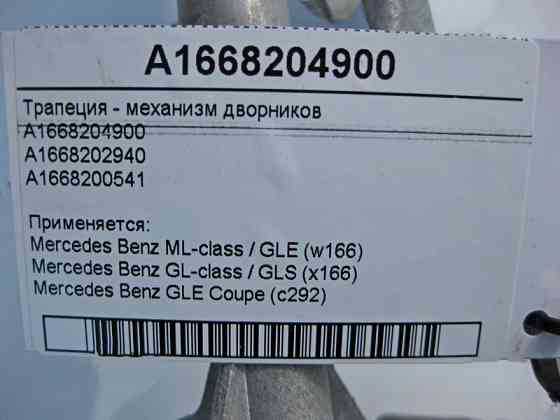 A1668204900
Трапеция - механизм дворников
A1668204900
A1668202940
A1668200541
Применяется:
Mercedes Benz ML-class / GLE (w166)
Mercedes Benz GL-class / GLS (x166)
Mercedes Benz GLE Coupe (c292)